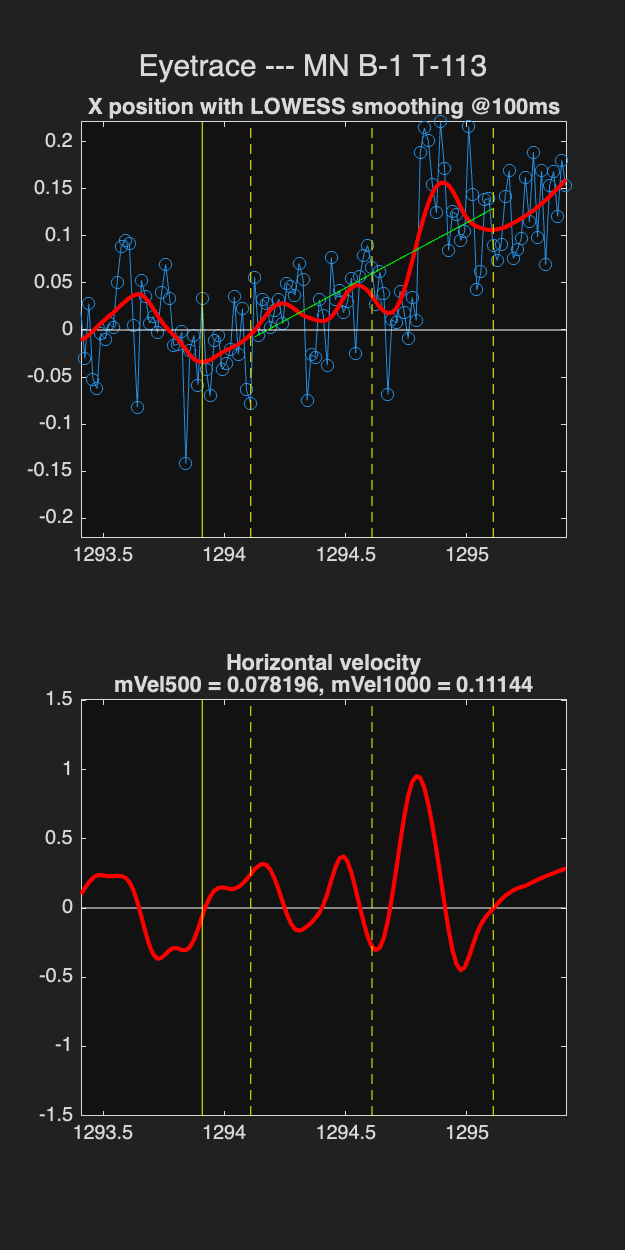 Eyetrace --- MN B-1 T-113
X position with LOWESS smoothing @100ms
0.2
0.15
0.1
0.05
0
-0.05
-0.1
-0.15
-0.2
1293.5 1294 1294.5 1295
Horizontal velocity
mVel500 = 0.078196, mVel1000 = 0.11144
1.5
1
0.5
0
-0.5
-1
-1.5
1293.5 1294 1294.5 1295